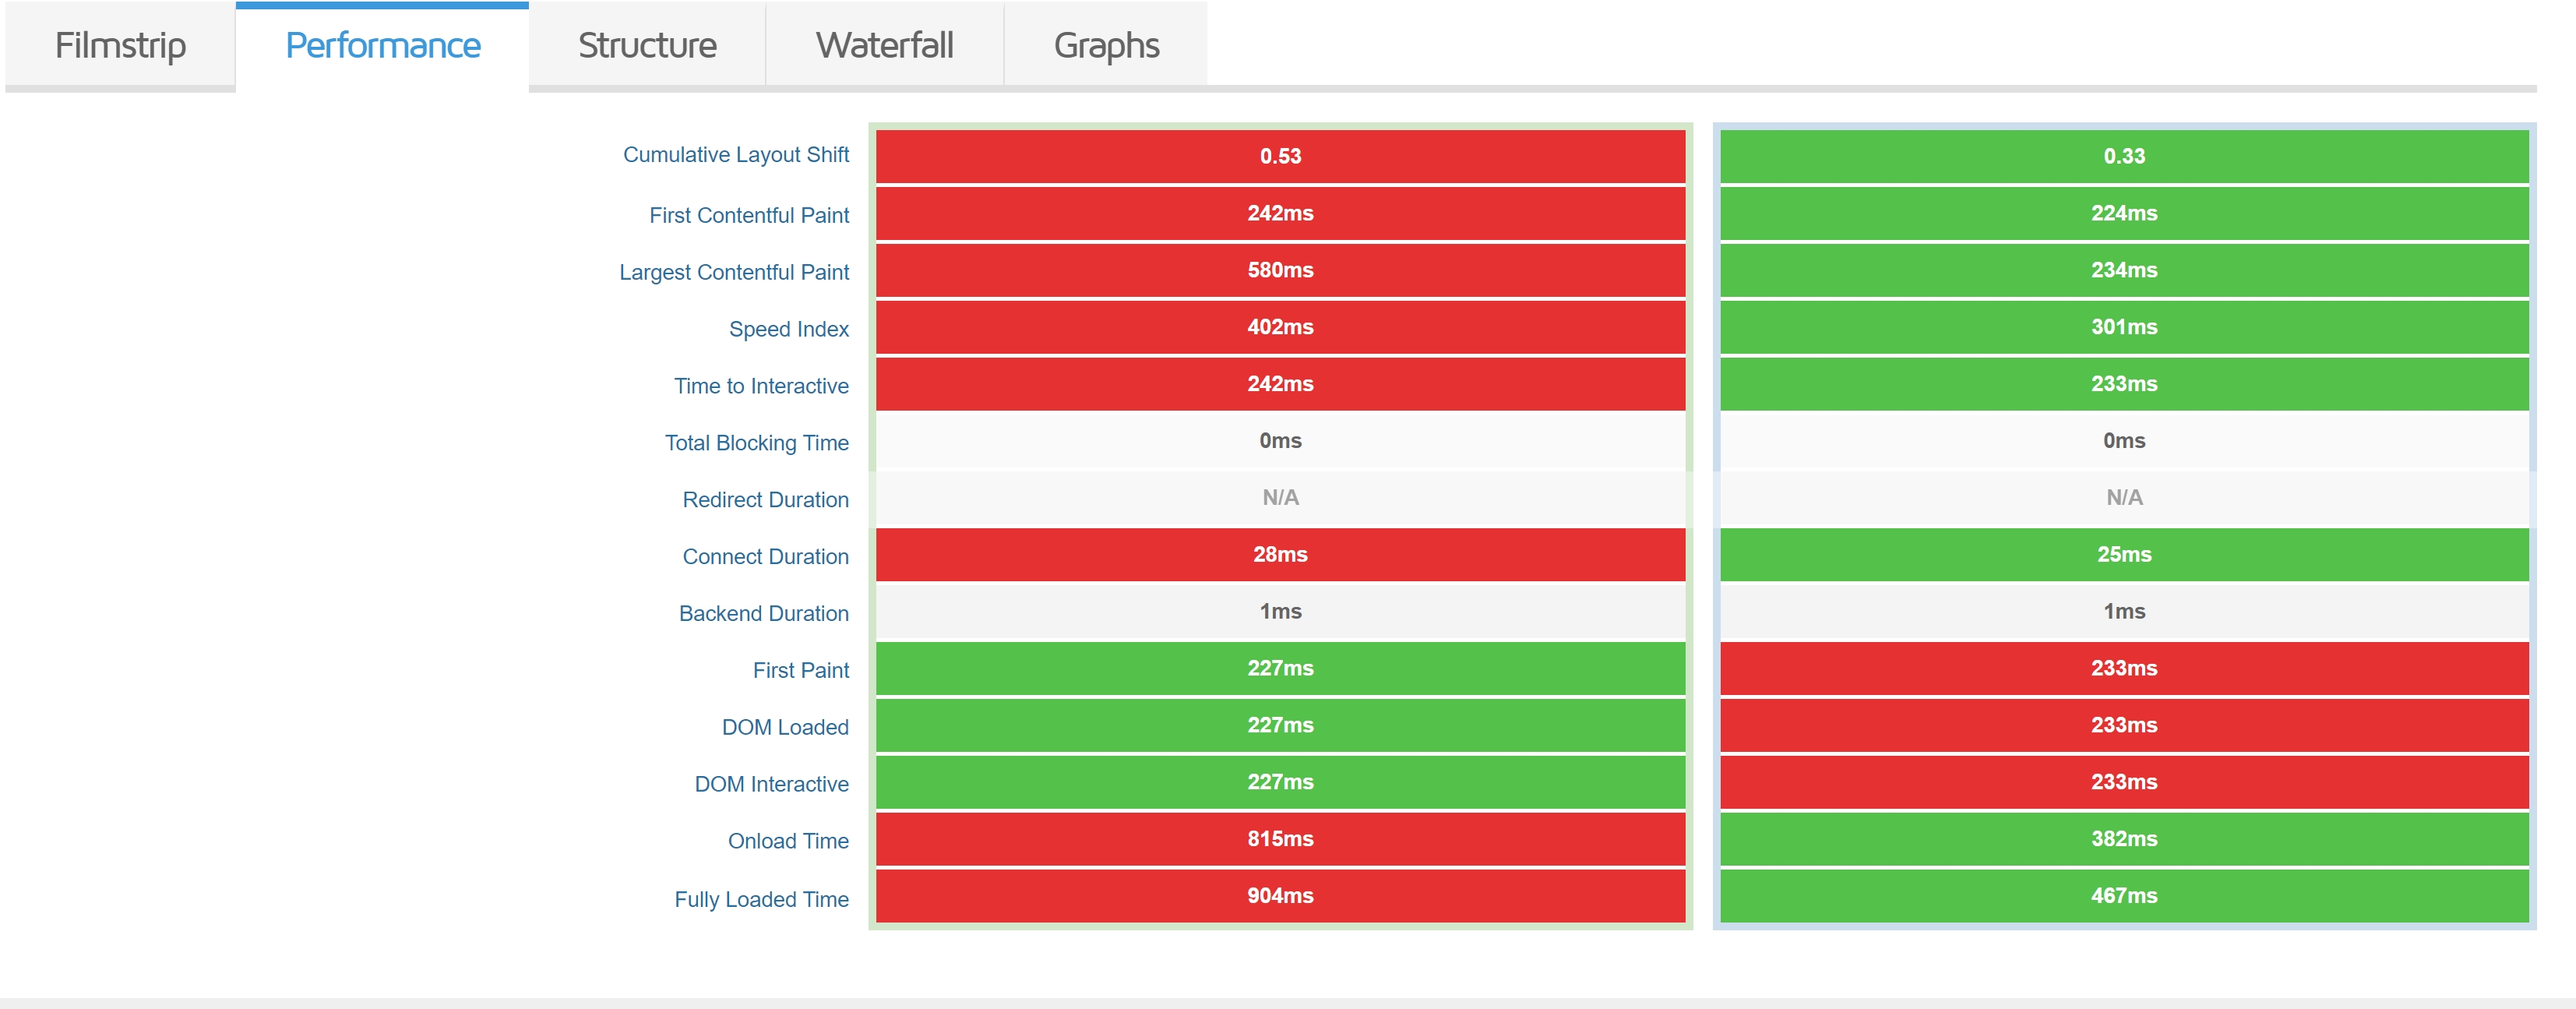 Filmstrip Performance Structure Waterfall Graphs
Cumulative Layout Shift 0.53 0.33
First Contentful Paint 242ms 224ms
Largest Contentful Paint 580ms 234ms
Speed Index 402ms 301ms
Time to Interactive 242ms 233ms
Total Blocking Time 0ms 0ms
Redirect Duration N/A N/A
Connect Duration 28ms 25ms
Backend Duration 1ms 1ms
First Paint 227ms 233ms
DOM Loaded 227ms 233ms
DOM Interactive 227ms 233ms
Onload Time 815ms 382ms
Fully Loaded Time 904ms 467ms